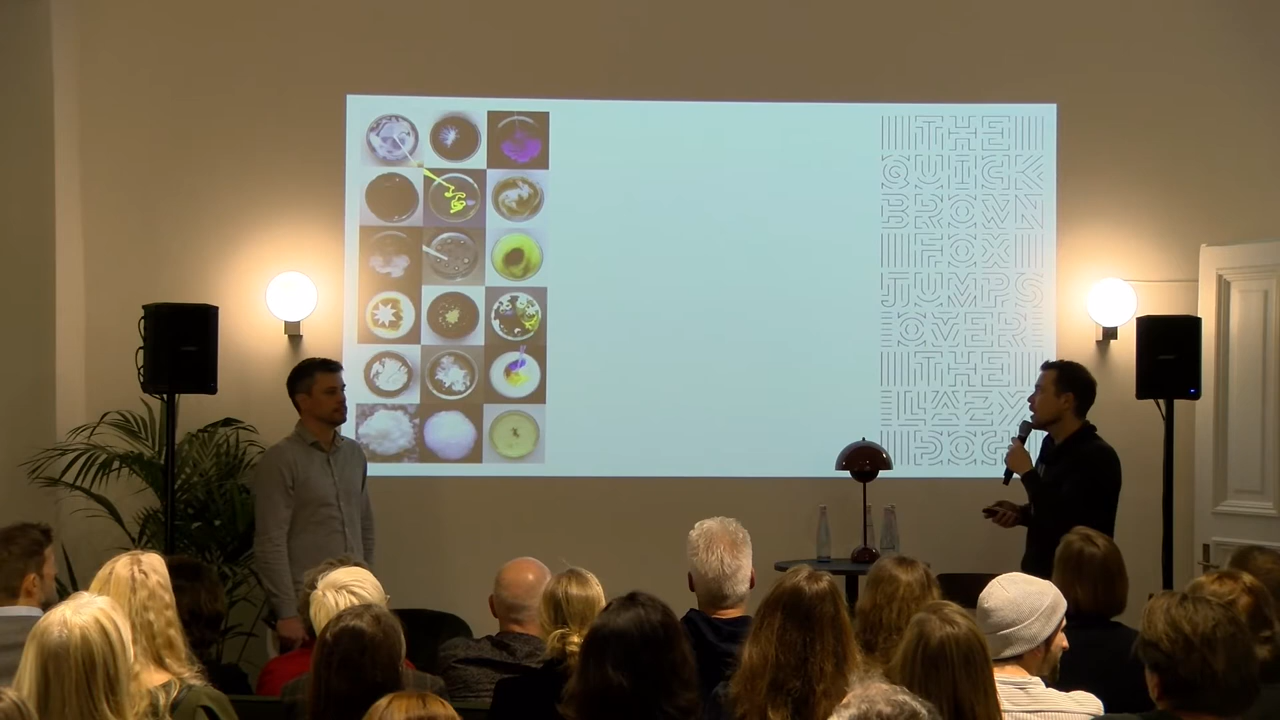 THE
QUICK
BROWN
FOX
JUMPS
OVER
THE
LAZY
DOG